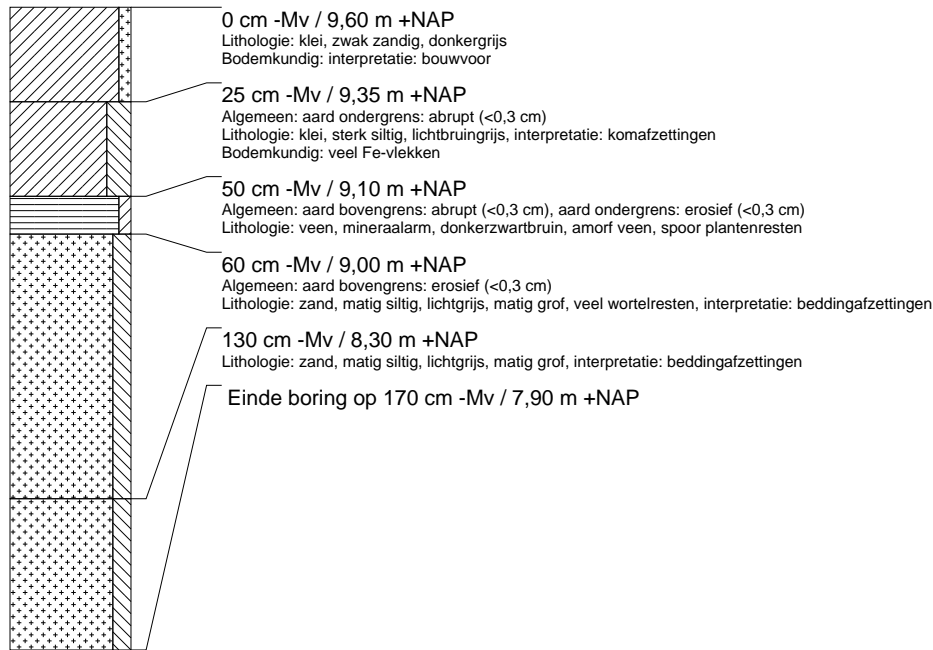 0 cm -Mv / 9,60 m +NAP
Lithologie: klei, zwak zandig, donkergrijs
Bodemkundig: interpretatie: bouwvoor
25 cm -Mv / 9,35 m +NAP
Algemeen: aard ondergrens: abrupt (<0,3 cm)
Lithologie: klei, sterk siltig, lichtbruingrijs, interpretatie: komafzettingen
Bodemkundig: veel Fe-vlekken
50 cm -Mv / 9,10 m +NAP
Algemeen: aard bovengrens: abrupt (<0,3 cm), aard ondergrens: erosief (<0,3 cm)
Lithologie: veen, mineraalarm, donkerzwartbruin, amorf veen, spoor plantenresten
60 cm -Mv / 9,00 m +NAP
Algemeen: aard bovengrens: erosief (<0,3 cm)
Lithologie: zand, matig siltig, lichtgrijs, matig grof, veel wortelresten, interpretatie: beddingafzettingen
130 cm -Mv / 8,30 m +NAP
Lithologie: zand, matig siltig, lichtgrijs, matig grof, interpretatie: beddingafzettingen
Einde boring op 170 cm -Mv / 7,90 m +NAP